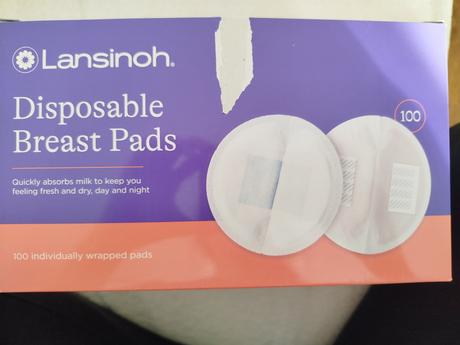 Lansinoh®
Disposable
Breast Pads
100
Quickly absorbs milk to keep you
feeling fresh and dry, day and night
100 individually wrapped pads